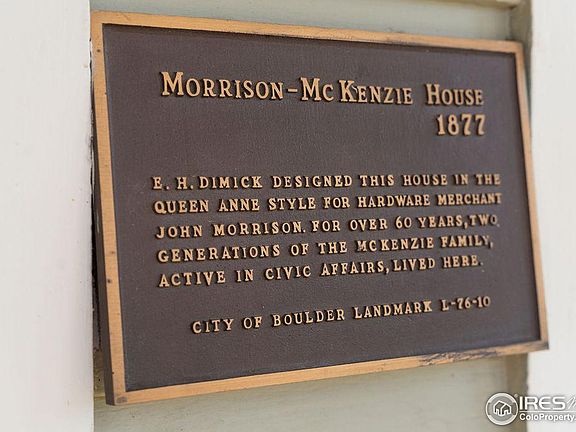 MORRISON-MCKENZIE HOUSE
1877
E. H. DIMICK DESIGNED THIS HOUSE IN THE
QUEEN ANNE STYLE FOR HARDWARE MERCHANT
JOHN MORRISON. FOR OVER 60 YEARS, TWO
GENERATIONS OF THE MCKENZIE FAMILY,
ACTIVE IN CIVIC AFFAIRS, LIVED HERE.
CITY OF BOULDER LANDMARK L-76-10
IRES
ColoProperty.